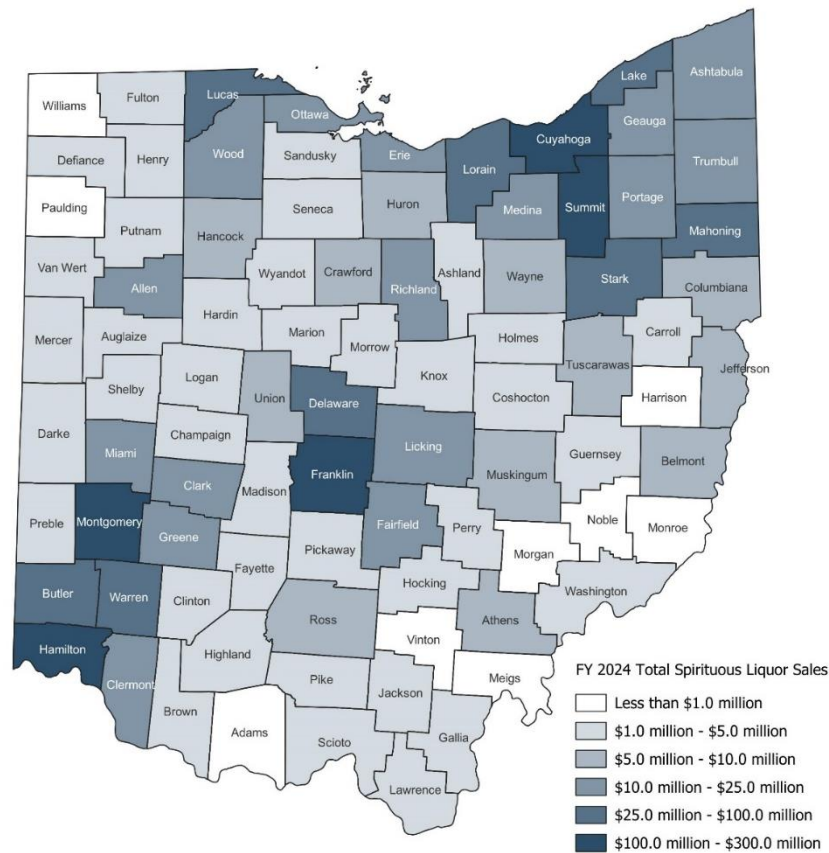 Williams
Fulton
Lucas
Ottawa
Lake
Ashtabula
Geauga
Cuyahoga
Defiance
Henry
Wood
Sandusky
Erie
Lorain
Trumbull
Paulding
Putnam
Hancock
Seneca
Huron
Medina
Summit
Portage
Mahoning
Van Wert
Allen
Wyandot
Crawford
Richland
Ashland
Wayne
Stark
Columbiana
Mercer
Auglaize
Hardin
Marion
Morrow
Holmes
Carroll
Tuscarawas
Jefferson
Shelby
Logan
Union
Delaware
Knox
Coshocton
Harrison
Darke
Miami
Champaign
Clark
Madison
Franklin
Licking
Muskingum
Guernsey
Belmont
Preble
Montgomery
Greene
Fayette
Pickaway
Fairfield
Perry
Morgan
Noble
Monroe
Butler
Warren
Clinton
Ross
Hocking
Athens
Washington
Hamilton
Clermont
Highland
Vinton
Meigs
Brown
Adams
Pike
Jackson
Scioto
Gallia
Lawrence
FY 2024 Total Spirituous Liquor Sales
Less than $1.0 million
$1.0 million - $5.0 million
$5.0 million - $10.0 million
$10.0 million - $25.0 million
$25.0 million - $100.0 million
$100.0 million - $300.0 million